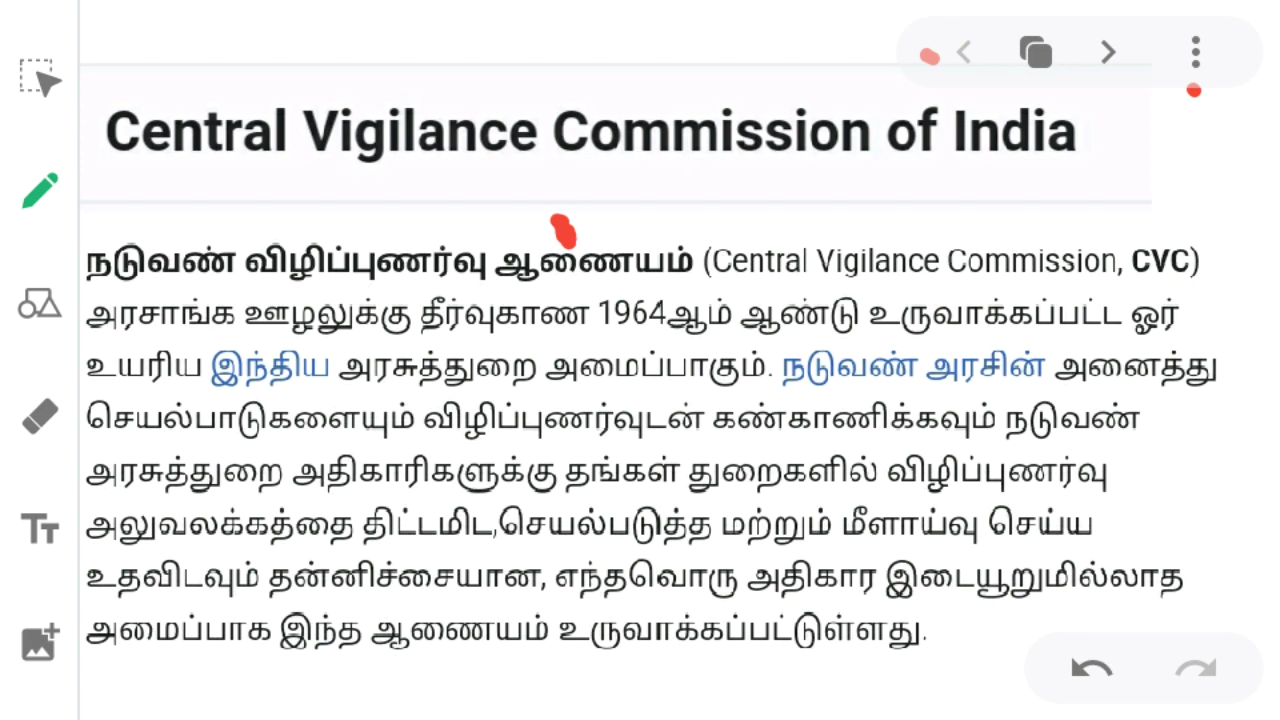 Central Vigilance Commission of India
நடுவண் விழிப்புணர்வு ஆணையம் (Central Vigilance Commission, CVC)
அரசாங்க ஊழலுக்கு தீர்வுகாண 1964ஆம் ஆண்டு உருவாக்கப்பட்ட ஓர்
உயரிய இந்திய அரசுத்துறை அமைப்பாகும். நடுவண் அரசின் அனைத்து
செயல்பாடுகளையும் விழிப்புணர்வுடன் கண்காணிக்கவும் நடுவண்
அரசுத்துறை அதிகாரிகளுக்கு தங்கள் துறைகளில் விழிப்புணர்வு
அலுவலக்கத்தை திட்டமிட,செயல்படுத்த மற்றும் மீளாய்வு செய்ய
உதவிடவும் தன்னிச்சையான, எந்தவொரு அதிகார இடையூறுமில்லாத
அமைப்பாக இந்த ஆணையம் உருவாக்கப்பட்டுள்ளது.
TT